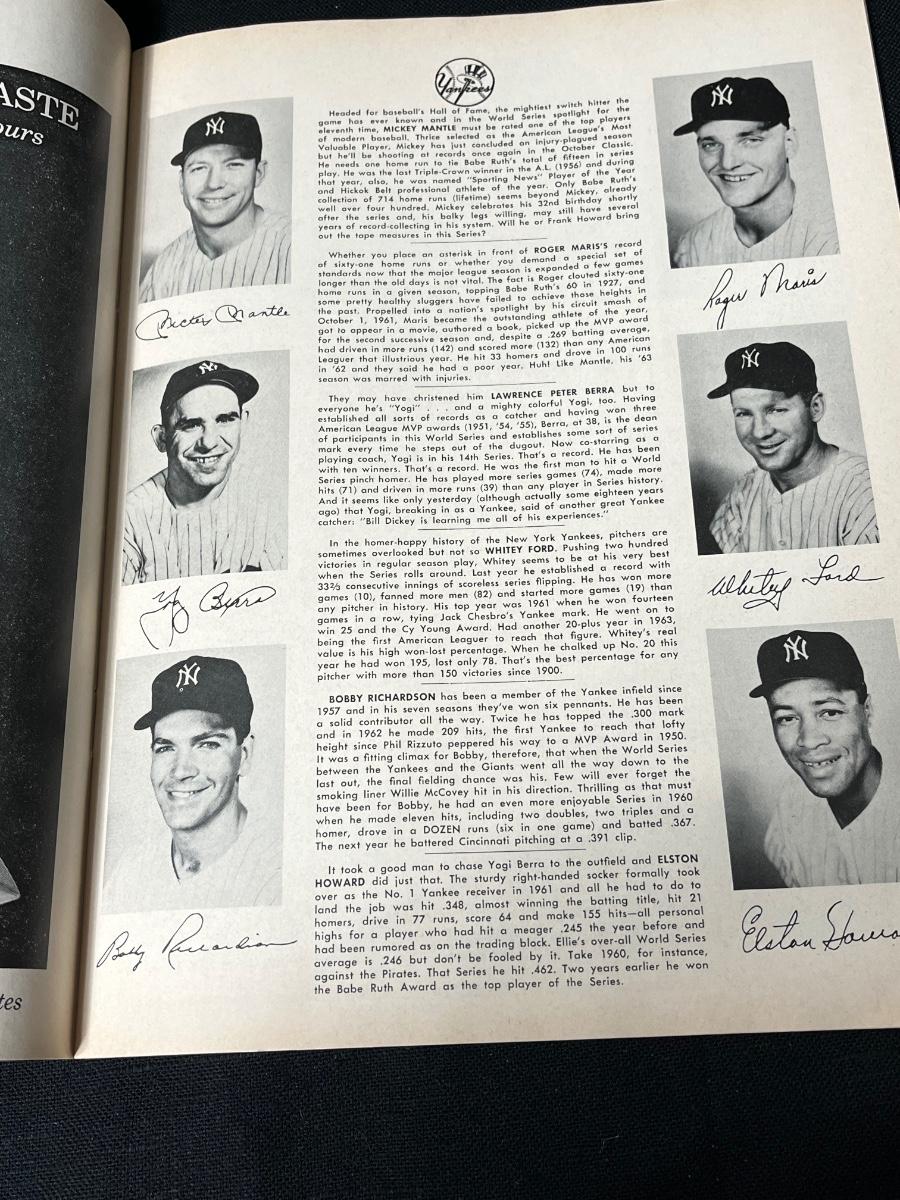 ASTE
ours
tes
Yankees
Headed for baseball's Hall of Fame, the mightiest switch hitter the
game has ever known and in the World Series spotlight for the
eleventh time, MICKEY MANTLE must be rated one of the top players
of modern baseball. Thrice selected as the American League's Most
Valuable Player, Mickey has just concluded an injury-plagued season
but he'll be shooting at records once again in the October Classic.
He needs one home run to tie Babe Ruth's total of fifteen in series
play. He was the last Triple-Crown winner in the A.L. (1956) and during
that year, also, he was named "Sporting News" Player of the Year
and Hickok Belt professional athlete of the year. Only Babe Ruth's
collection of 714 home runs (lifetime) seems beyond Mickey, already
well over four hundred. Mickey celebrates his 32nd birthday shortly
after the series and, his balky legs willing, may still have several
years of record-collecting in his system. Will he or Frank Howard bring
out the tape measures in this Series?
Mickey Mantle
Roger Maris
Whether you place an asterisk in front of ROGER MARIS'S record
of sixty-one home runs or whether you demand a special set of
standards now that the major league season is expanded a few games
longer than the old days is not vital. The fact is Roger clouted sixty-one
home runs in a given season, topping Babe Ruth's 60 in 1927, and
some pretty healthy sluggers have failed to achieve those heights in
the past. Propelled into a nation's spotlight by his circuit smash of
October 1, 1961, Maris became the outstanding athlete of the year,
got to appear in a movie, authored a book, picked up the MVP award
for the second successive season and, despite a .269 batting average,
had driven in more runs (142) and scored more (132) than any American
Leaguer that illustrious year. He hit 33 homers and drove in 100 runs
in '62 and they said he had a poor year. Huh! Like Mantle, his '63
season was marred with injuries.
They may have christened him LAWRENCE PETER BERRA but to
everyone he's "Yogi" . . . and a mighty colorful Yogi, too. Having
established all sorts of records as a catcher and having won three
American League MVP awards (1951, '54, '55), Berra, at 38, is the dean
of participants in this World Series and establishes some sort of series
mark every time he steps out of the dugout. Now co-starring as a
playing coach, Yogi is in his 14th Series. That's a record. He has been
with ten winners. That's a record. He was the first man to hit a World
Series pinch homer. He has played more series games (74), made more
hits (71) and driven in more runs (39) than any player in Series history.
And it seems like only yesterday (although actually some eighteen years
ago) that Yogi, breaking in as a Yankee, said of another great Yankee
catcher: "Bill Dickey is learning me all of his experiences."
Yogi Berra
Whitey Ford
In the homer-happy history of the New York Yankees, pitchers are
sometimes overlooked but not so WHITEY FORD. Pushing two hundred
victories in regular season play, Whitey seems to be at his very best
when the Series rolls around. Last year he established a record with
33⅔ consecutive innings of scoreless series flipping. He has won more
games (10), fanned more men (82) and started more games (19) than
any pitcher in history. His top year was 1961 when he won fourteen
games in a row, tying Jack Chesbro's Yankee mark. He went on to
win 25 and the Cy Young Award. Had another 20-plus year in 1963,
being the first American Leaguer to reach that figure. Whitey's real
value is his high won-lost percentage. When he chalked up No. 20 this
year he had won 195, lost only 78. That's the best percentage for any
pitcher with more than 150 victories since 1900.
BOBBY RICHARDSON has been a member of the Yankee infield since
1957 and in his seven seasons they've won six pennants. He has been
a solid contributor all the way. Twice he has topped the .300 mark
and in 1962 he made 209 hits, the first Yankee to reach that lofty
height since Phil Rizzuto peppered his way to a MVP Award in 1950.
It was a fitting climax for Bobby, therefore, that when the World Series
between the Yankees and the Giants went all the way down to the
last out, the final fielding chance was his. Few will ever forget the
smoking liner Willie McCovey hit in his direction. Thrilling as that must
have been for Bobby, he had an even more enjoyable Series in 1960
when he made eleven hits, including two doubles, two triples and a
homer, drove in a DOZEN runs (six in one game) and batted .367.
The next year he battered Cincinnati pitching at a .391 clip.
Bobby Richardson
Elston Howard
It took a good man to chase Yogi Berra to the outfield and ELSTON
HOWARD did just that. The sturdy right-handed socker formally took
over as the No. 1 Yankee receiver in 1961 and all he had to do to
land the job was hit .348, almost winning the batting title, hit 21
homers, drive in 77 runs, score 64 and make 155 hits—all personal
highs for a player who had hit a meager .245 the year before and
had been rumored as on the trading block. Ellie's over-all World Series
average is .246 but don't be fooled by it. Take 1960, for instance,
against the Pirates. That Series he hit .462. Two years earlier he won
the Babe Ruth Award as the top player of the Series.